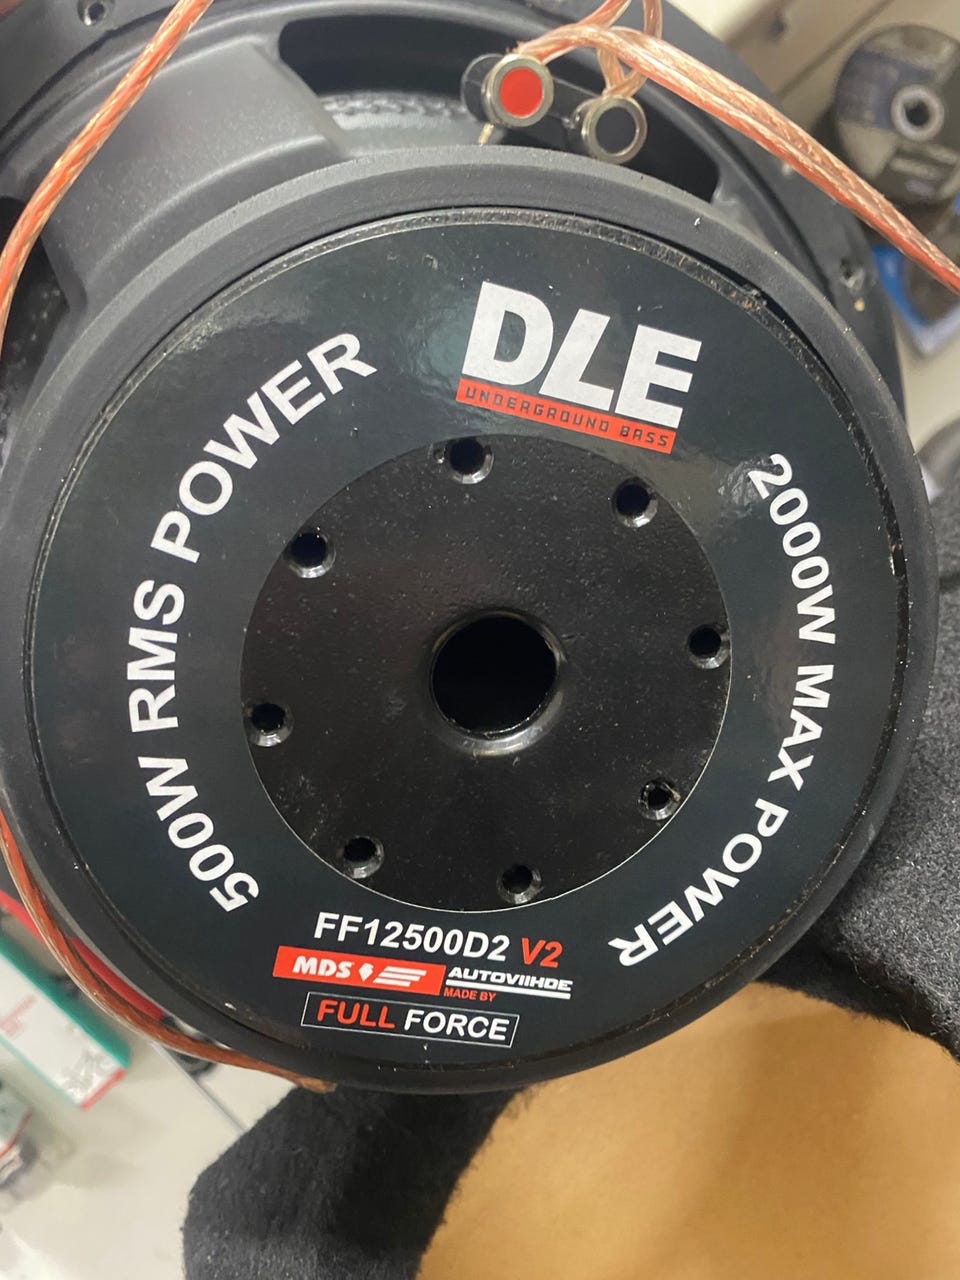 DLE
UNDERGROUND BASS
500W RMS POWER
2000W MAX POWER
FF12500D2 V2
MDS AUTOVIIHDE
MADE BY
FULL FORCE